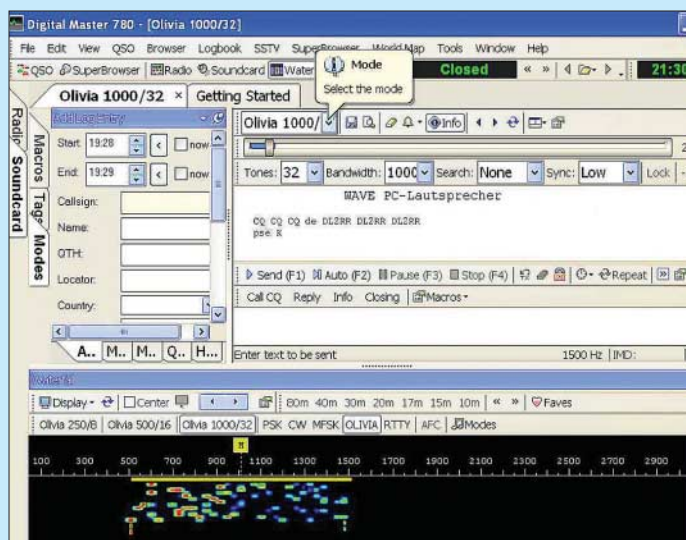 Digital Master 780 - [Olivia 1000/32]
File Edit View QSO Browser Logbook SSTV SuperBrowser World Map Tools Window Help
QSO SuperBrowser Radio Soundcard Water Closed « » 21:30
Mode
Select the mode
Olivia 1000/32 × Getting Started
Radio Soundcard
Macros Tags Modes
Add Log Entry
Start: 19:28 < now
End: 19:29 < now
Callsign:
Name:
QTH:
Locator:
Country:
A.. M.. M.. Q.. H...
Olivia 1000/ Info
Tones: 32 Bandwidth: 1000 Search: None Sync: Low Lock
WAVE PC-Lautsprecher
CQ CQ CQ de DL2RR DL2RR DL2RR
pse K
Send (F1) Auto (F2) Pause (F3) Stop (F4) Repeat
Call CQ Reply Info Closing Macros
Enter text to be sent 1500 Hz IMD:
Waterfall
Display Center 80m 40m 30m 20m 17m 15m 10m « » Faves
Olivia 250/8 Olivia 500/16 Olivia 1000/32 PSK CW MFSK OLIVIA RTTY AFC Modes
100 300 500 700 900 1100 1300 1500 1700 1900 2100 2300 2500 2700 2900